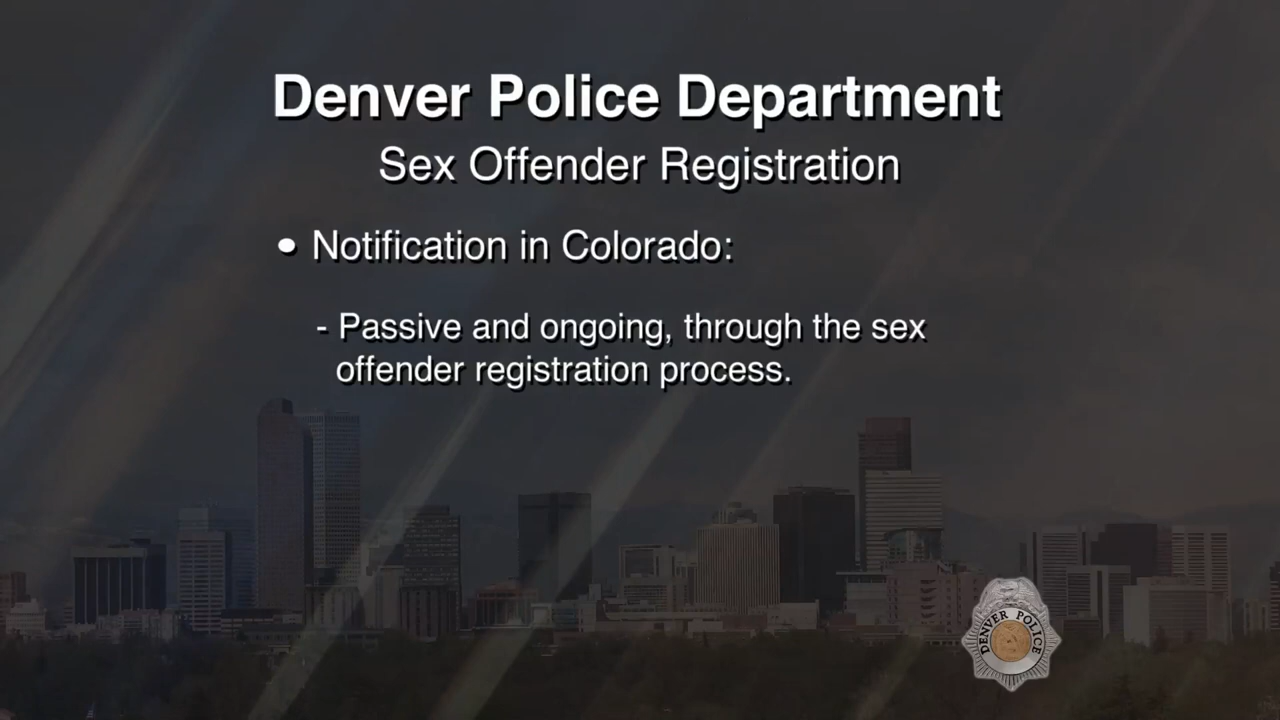 Denver Police Department
Sex Offender Registration
• Notification in Colorado:
- Passive and ongoing, through the sex
offender registration process.
DENVER POLICE